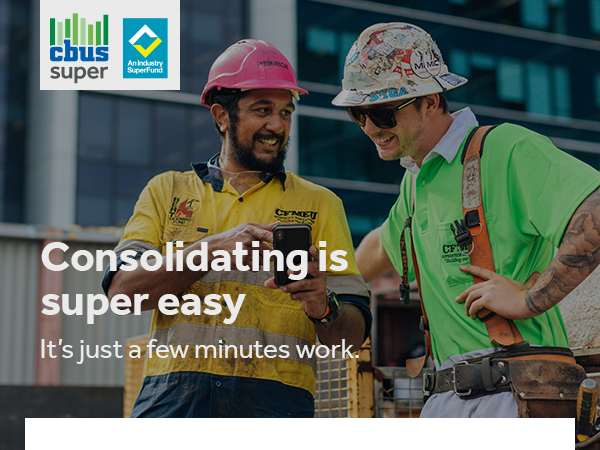 cbus
super
An Industry
SuperFund
CFMEU
CFMEU
Consolidating is
super easy
It's just a few minutes work.